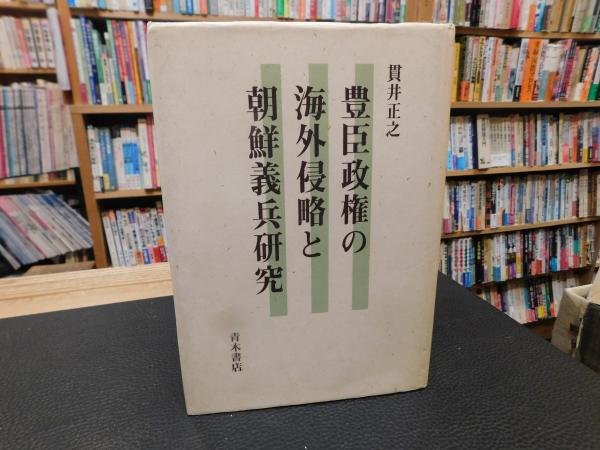 貫井正之
豊臣政権の
海外侵略と
朝鮮義兵研究
青木書店